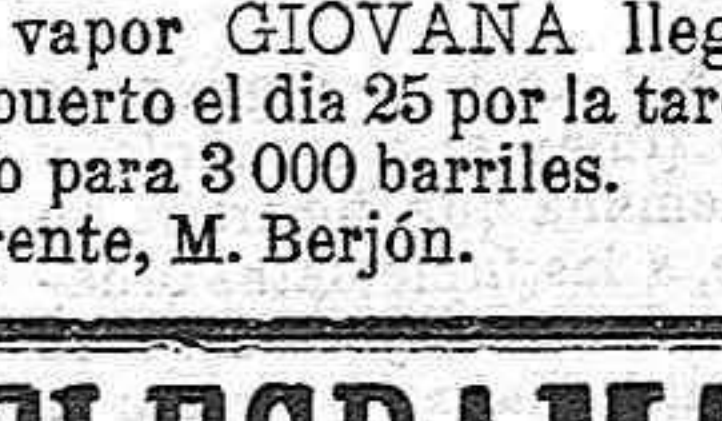 vapor GIOVANA lleg
puerto el dia 25 por la tar
o para 3 000 barriles.
rente, M. Berjón.